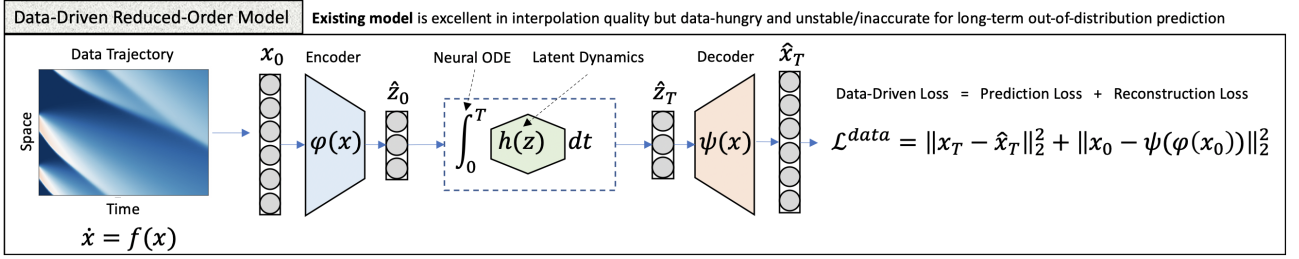 Data-Driven Reduced-Order Model
Existing model is excellent in interpolation quality but data-hungry and unstable/inaccurate for long-term out-of-distribution prediction
Data Trajectory
Space
Time
ẋ = f(x)
x₀
Encoder
φ(x)
ẑ₀
Neural ODE
Latent Dynamics
∫₀ᵀ h(z) dt
ẑ_T
Decoder
ψ(x)
x̂_T
Data-Driven Loss = Prediction Loss + Reconstruction Loss
ℒᵈᵃᵗᵃ = ‖x_T − x̂_T‖₂² + ‖x₀ − ψ(φ(x₀))‖₂²